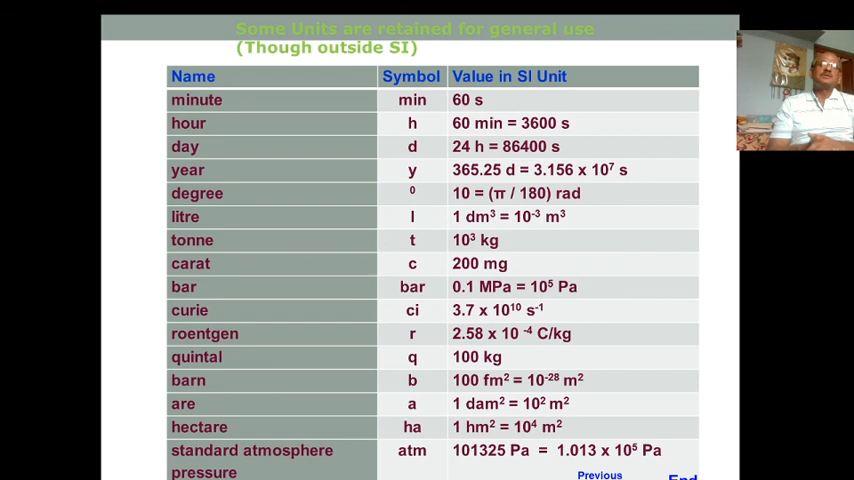 Some Units are retained for general use
(Though outside SI)
Name Symbol Value in SI Unit
minute min 60 s
hour h 60 min = 3600 s
day d 24 h = 86400 s
year y 365.25 d = 3.156 x 10⁷ s
degree ⁰ 10 = (π / 180) rad
litre l 1 dm³ = 10⁻³ m³
tonne t 10³ kg
carat c 200 mg
bar bar 0.1 MPa = 10⁵ Pa
curie ci 3.7 x 10¹⁰ s⁻¹
roentgen r 2.58 x 10 ⁻⁴ C/kg
quintal q 100 kg
barn b 100 fm² = 10⁻²⁸ m²
are a 1 dam² = 10² m²
hectare ha 1 hm² = 10⁴ m²
standard atmosphere atm 101325 Pa = 1.013 x 10⁵ Pa
pressure
Previous End